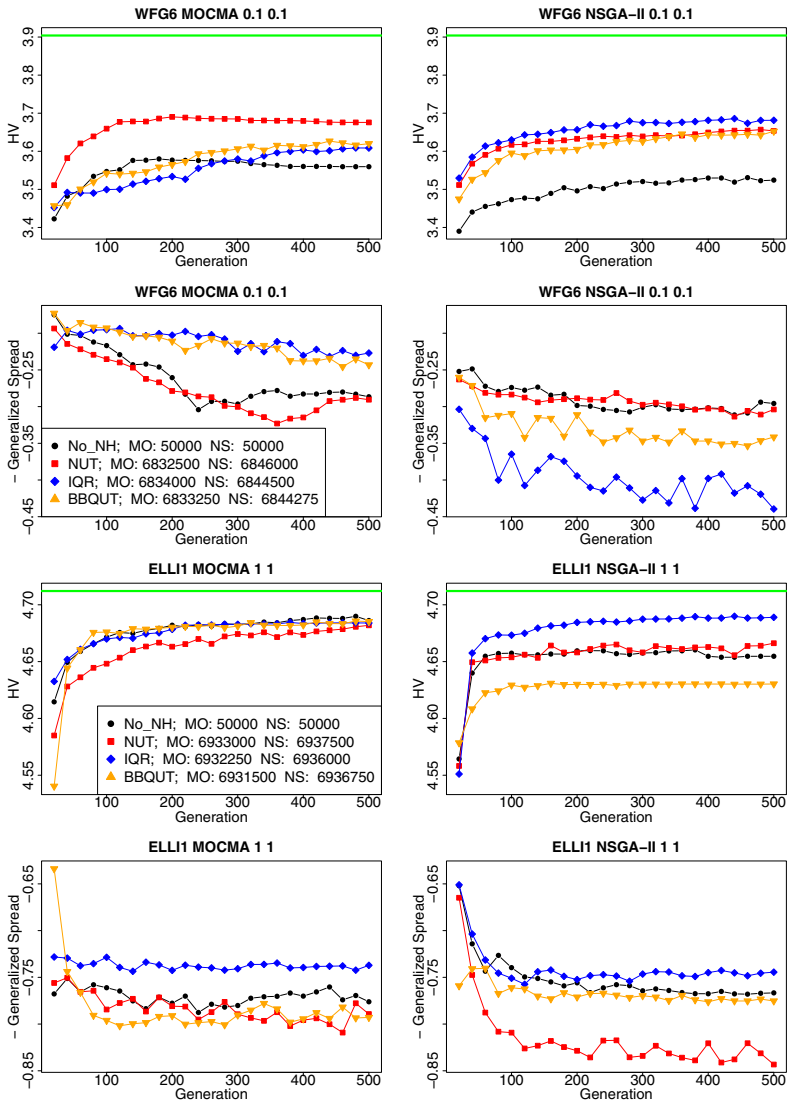 WFG6 MOCMA 0.1 0.1
HV
3.4 3.5 3.6 3.7 3.8 3.9
100 200 300 400 500
Generation
WFG6 NSGA-II 0.1 0.1
HV
3.4 3.5 3.6 3.7 3.8 3.9
100 200 300 400 500
Generation
WFG6 MOCMA 0.1 0.1
- Generalized Spread
-0.45 -0.35 -0.25
No_NH; MO: 50000 NS: 50000
NUT; MO: 6832500 NS: 6846000
IQR; MO: 6834000 NS: 6844500
BBQUT; MO: 6833250 NS: 6844275
100 200 300 400 500
Generation
WFG6 NSGA-II 0.1 0.1
- Generalized Spread
-0.45 -0.35 -0.25
100 200 300 400 500
Generation
ELLI1 MOCMA 1 1
HV
4.55 4.60 4.65 4.70
No_NH; MO: 50000 NS: 50000
NUT; MO: 6933000 NS: 6937500
IQR; MO: 6932250 NS: 6936000
BBQUT; MO: 6931500 NS: 6936750
100 200 300 400 500
Generation
ELLI1 NSGA-II 1 1
HV
4.55 4.60 4.65 4.70
100 200 300 400 500
Generation
ELLI1 MOCMA 1 1
- Generalized Spread
-0.85 -0.75 -0.65
100 200 300 400 500
Generation
ELLI1 NSGA-II 1 1
- Generalized Spread
-0.85 -0.75 -0.65
100 200 300 400 500
Generation